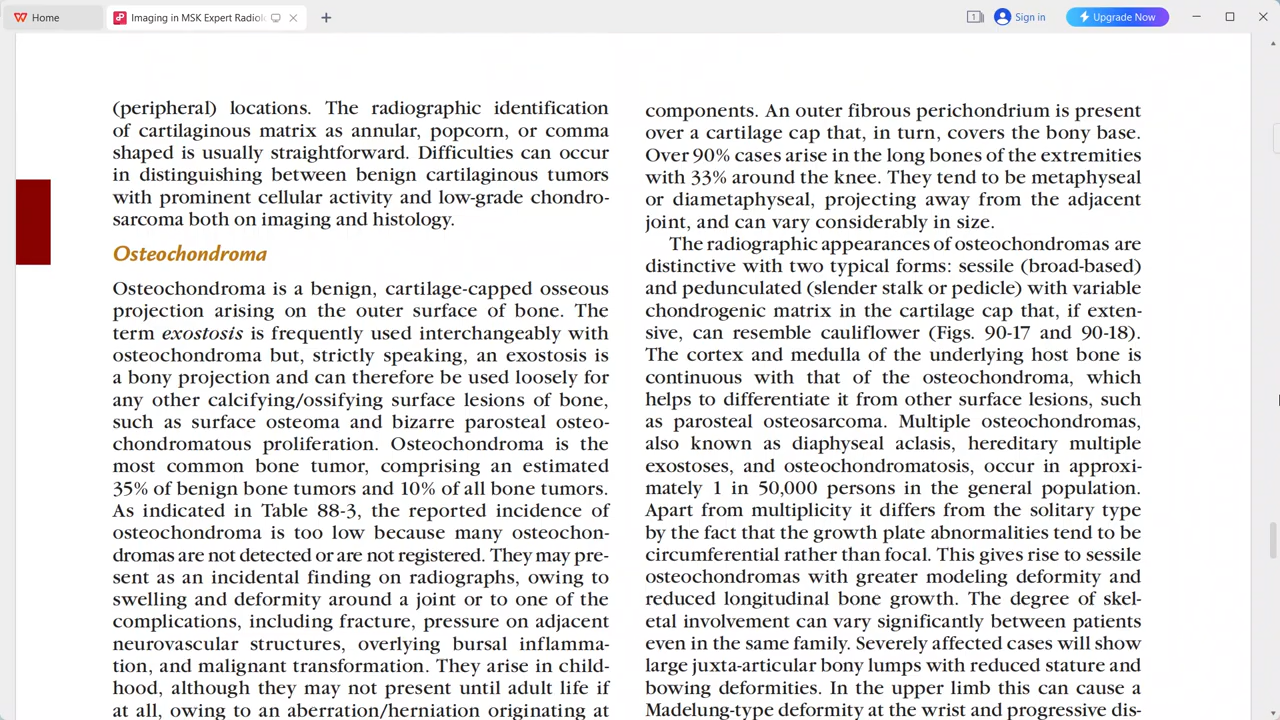 Home
Imaging in MSK Expert Radiolo
Sign in
Upgrade Now
(peripheral) locations. The radiographic identification
of cartilaginous matrix as annular, popcorn, or comma
shaped is usually straightforward. Difficulties can occur
in distinguishing between benign cartilaginous tumors
with prominent cellular activity and low-grade chondro-
sarcoma both on imaging and histology.
Osteochondroma
Osteochondroma is a benign, cartilage-capped osseous
projection arising on the outer surface of bone. The
term exostosis is frequently used interchangeably with
osteochondroma but, strictly speaking, an exostosis is
a bony projection and can therefore be used loosely for
any other calcifying/ossifying surface lesions of bone,
such as surface osteoma and bizarre parosteal osteo-
chondromatous proliferation. Osteochondroma is the
most common bone tumor, comprising an estimated
35% of benign bone tumors and 10% of all bone tumors.
As indicated in Table 88-3, the reported incidence of
osteochondroma is too low because many osteochon-
dromas are not detected or are not registered. They may pre-
sent as an incidental finding on radiographs, owing to
swelling and deformity around a joint or to one of the
complications, including fracture, pressure on adjacent
neurovascular structures, overlying bursal inflamma-
tion, and malignant transformation. They arise in child-
hood, although they may not present until adult life if
at all, owing to an aberration/herniation originating at
components. An outer fibrous perichondrium is present
over a cartilage cap that, in turn, covers the bony base.
Over 90% cases arise in the long bones of the extremities
with 33% around the knee. They tend to be metaphyseal
or diametaphyseal, projecting away from the adjacent
joint, and can vary considerably in size.
The radiographic appearances of osteochondromas are
distinctive with two typical forms: sessile (broad-based)
and pedunculated (slender stalk or pedicle) with variable
chondrogenic matrix in the cartilage cap that, if exten-
sive, can resemble cauliflower (Figs. 90-17 and 90-18).
The cortex and medulla of the underlying host bone is
continuous with that of the osteochondroma, which
helps to differentiate it from other surface lesions, such
as parosteal osteosarcoma. Multiple osteochondromas,
also known as diaphyseal aclasis, hereditary multiple
exostoses, and osteochondromatosis, occur in approxi-
mately 1 in 50,000 persons in the general population.
Apart from multiplicity it differs from the solitary type
by the fact that the growth plate abnormalities tend to be
circumferential rather than focal. This gives rise to sessile
osteochondromas with greater modeling deformity and
reduced longitudinal bone growth. The degree of skel-
etal involvement can vary significantly between patients
even in the same family. Severely affected cases will show
large juxta-articular bony lumps with reduced stature and
bowing deformities. In the upper limb this can cause a
Madelung-type deformity at the wrist and progressive dis-